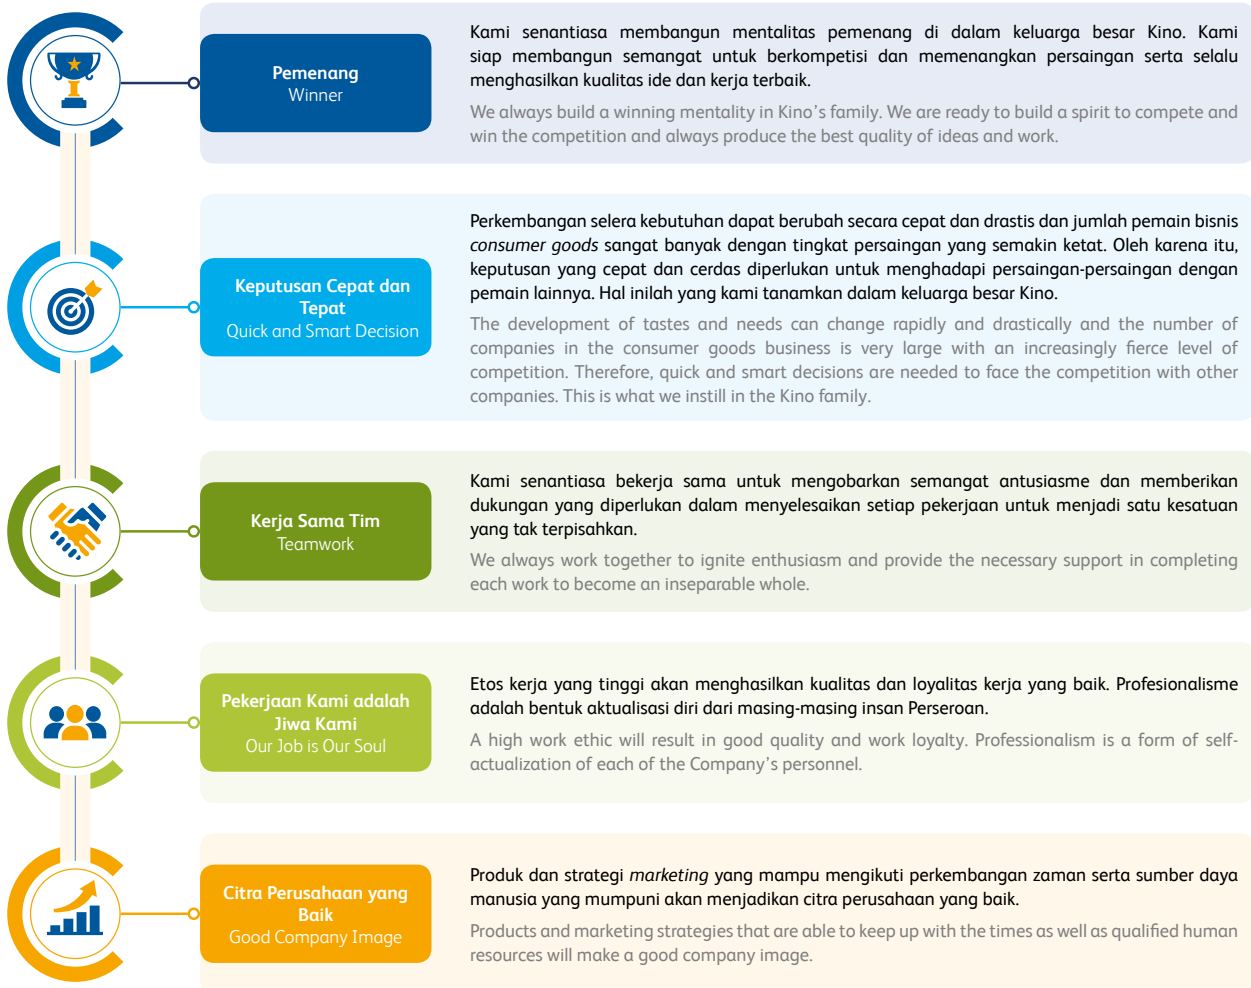 Pemenang
Winner
Kami senantiasa membangun mentalitas pemenang di dalam keluarga besar Kino. Kami
siap membangun semangat untuk berkompetisi dan memenangkan persaingan serta selalu
menghasilkan kualitas ide dan kerja terbaik.
We always build a winning mentality in Kino's family. We are ready to build a spirit to compete and
win the competition and always produce the best quality of ideas and work.
Keputusan Cepat dan
Tepat
Quick and Smart Decision
Perkembangan selera kebutuhan dapat berubah secara cepat dan drastis dan jumlah pemain bisnis
consumer goods sangat banyak dengan tingkat persaingan yang semakin ketat. Oleh karena itu,
keputusan yang cepat dan cerdas diperlukan untuk menghadapi persaingan-persaingan dengan
pemain lainnya. Hal inilah yang kami tanamkan dalam keluarga besar Kino.
The development of tastes and needs can change rapidly and drastically and the number of
companies in the consumer goods business is very large with an increasingly fierce level of
competition. Therefore, quick and smart decisions are needed to face the competition with other
companies. This is what we instill in the Kino family.
Kerja Sama Tim
Teamwork
Kami senantiasa bekerja sama untuk mengobarkan semangat antusiasme dan memberikan
dukungan yang diperlukan dalam menyelesaikan setiap pekerjaan untuk menjadi satu kesatuan
yang tak terpisahkan.
We always work together to ignite enthusiasm and provide the necessary support in completing
each work to become an inseparable whole.
Pekerjaan Kami adalah
Jiwa Kami
Our Job is Our Soul
Etos kerja yang tinggi akan menghasilkan kualitas dan loyalitas kerja yang baik. Profesionalisme
adalah bentuk aktualisasi diri dari masing-masing insan Perseroan.
A high work ethic will result in good quality and work loyalty. Professionalism is a form of self-
actualization of each of the Company's personnel.
Citra Perusahaan yang
Baik
Good Company Image
Produk dan strategi marketing yang mampu mengikuti perkembangan zaman serta sumber daya
manusia yang mumpuni akan menjadikan citra perusahaan yang baik.
Products and marketing strategies that are able to keep up with the times as well as qualified human
resources will make a good company image.